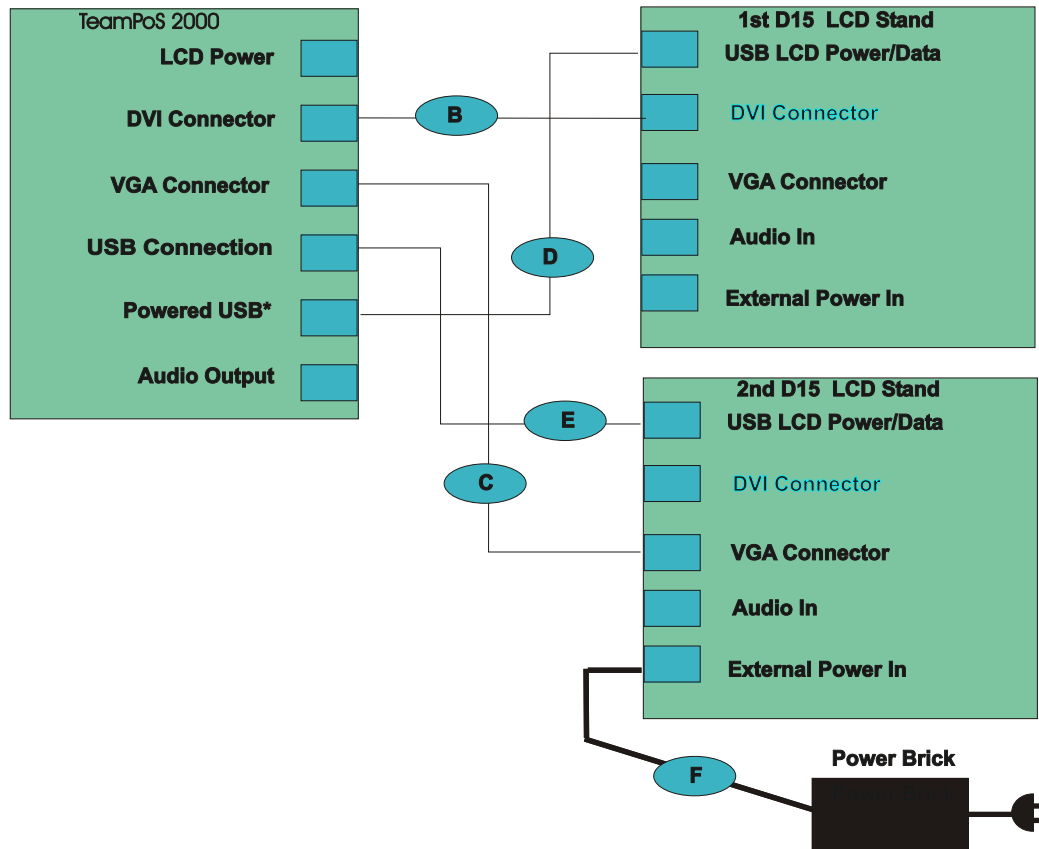 TeamPoS 2000
LCD Power
DVI Connector
VGA Connector
USB Connection
Powered USB*
Audio Output
B
D
E
C
F
1st D15 LCD Stand
USB LCD Power/Data
DVI Connector
VGA Connector
Audio In
External Power In
2nd D15 LCD Stand
USB LCD Power/Data
DVI Connector
VGA Connector
Audio In
External Power In
Power Brick
Power Brick